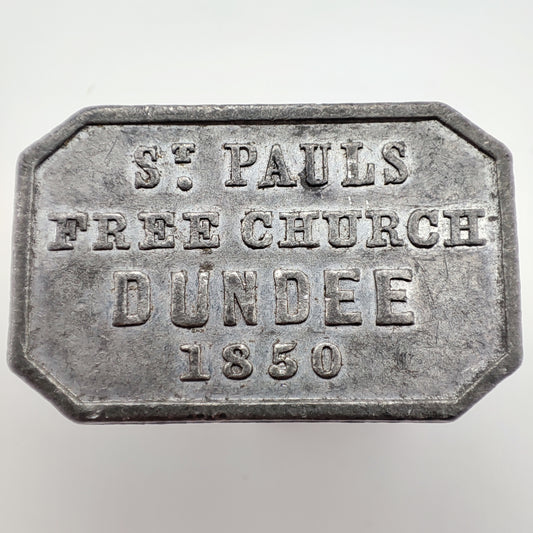 ST. PAULS
FREE CHURCH
DUNDEE
1850